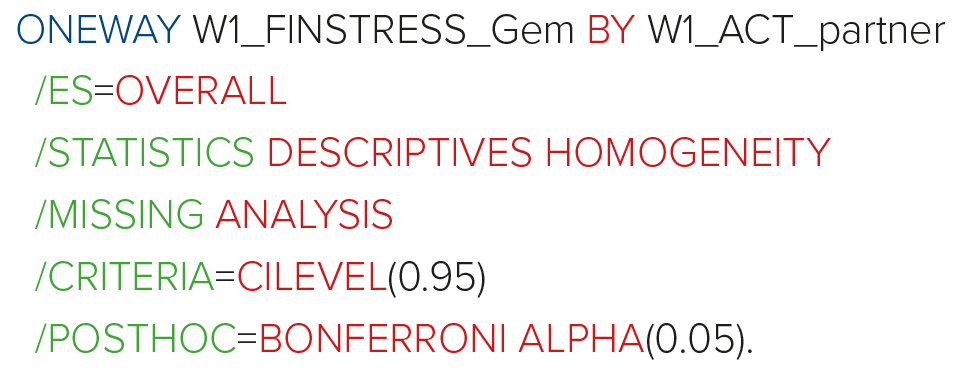 ONEWAY W1_FINSTRESS_Gem BY W1_ACT_partner
/ES=OVERALL
/STATISTICS DESCRIPTIVES HOMOGENEITY
/MISSING ANALYSIS
/CRITERIA=CILEVEL(0.95)
/POSTHOC=BONFERRONI ALPHA(0.05).